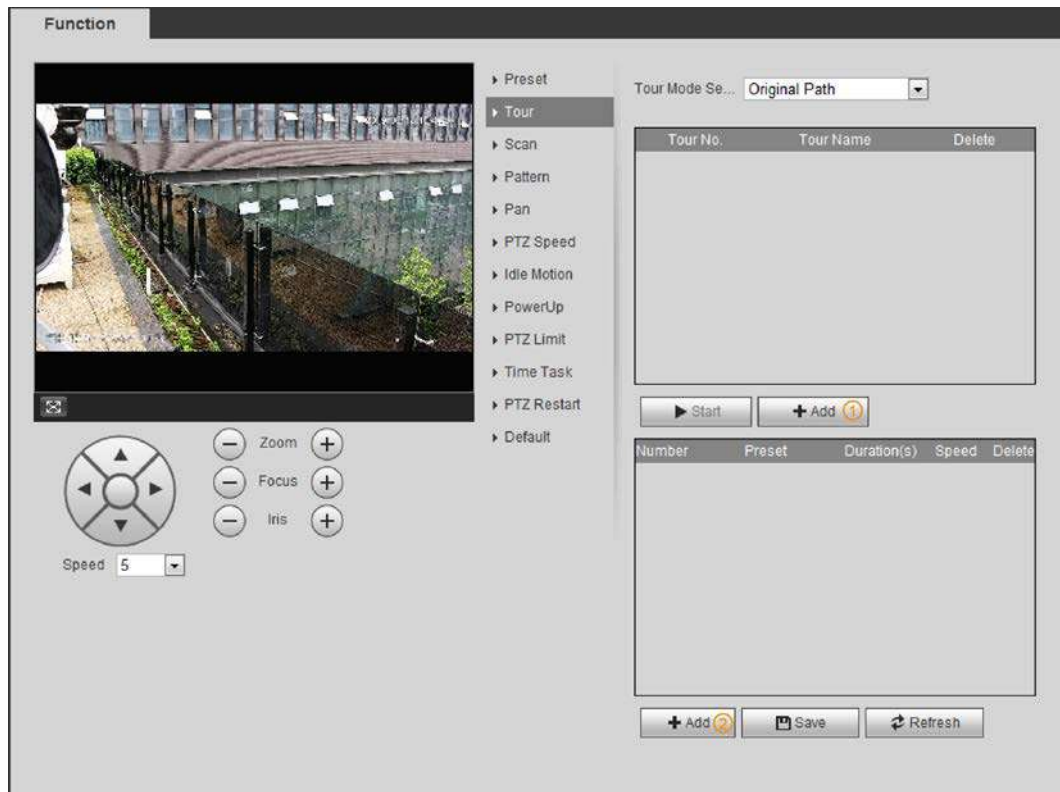 Function
Preset
Tour
Scan
Pattern
Pan
PTZ Speed
Idle Motion
PowerUp
PTZ Limit
Time Task
PTZ Restart
Default
Zoom
Focus
Iris
Speed 5
Tour Mode Se... Original Path
Tour No. Tour Name Delete
Start Add 1
Number Preset Duration(s) Speed Delete
Add 2 Save Refresh